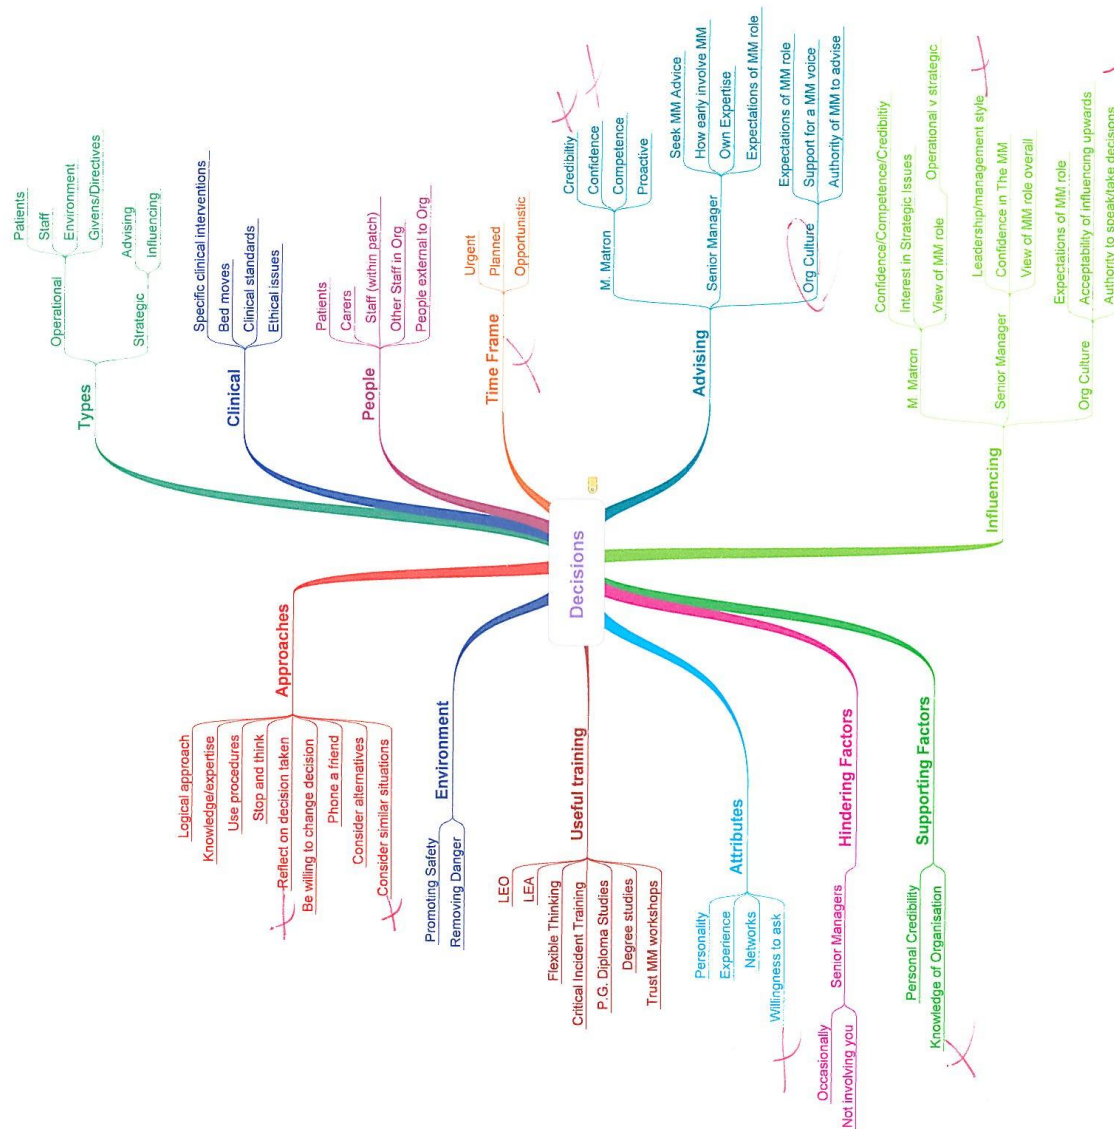 Decisions
Types
Operational
Patients
Staff
Environment
Givens/Directives
Strategic
Advising
Influencing
Clinical
Specific clinical interventions
Bed moves
Clinical standards
Ethical issues
People
Patients
Carers
Staff (within patch)
Other Staff in Org
People external to Org
Time Frame
Urgent
Planned
Opportunistic
Advising
M. Matron
Credibility
Confidence
Competence
Proactive
Senior Manager
Seek MM Advice
How early involve MM
Own Expertise
Expectations of MM role
Org Culture
Expectations of MM role
Support for a MM voice
Authority of MM to advise
Influencing
M. Matron
Confidence/Competence/Credibiltiy
Interest in Strategic Issues
View of MM role
Operational v strategic
Senior Manager
Leadership/management style
Confidence in The MM
View of MM role overall
Org Culture
Expectations of MM role
Acceptability of influencing upwards
Authority to speak/take decisions
Approaches
Logical approach
Knowledge/expertise
Use procedures
Stop and think
Reflect on decision taken
Be willing to change decision
Phone a friend
Consider alternatives
Consider similar situations
Environment
Promoting Safety
Removing Danger
Useful training
LEO
LEA
Flexible Thinking
Critical Incident Training
P.G. Diploma Studies
Degree studies
Trust MM workshops
Attributes
Personality
Experience
Networks
Willingness to ask
Hindering Factors
Senior Managers
Occasionally
Not involving you
Supporting Factors
Personal Credibility
Knowledge of Organisation